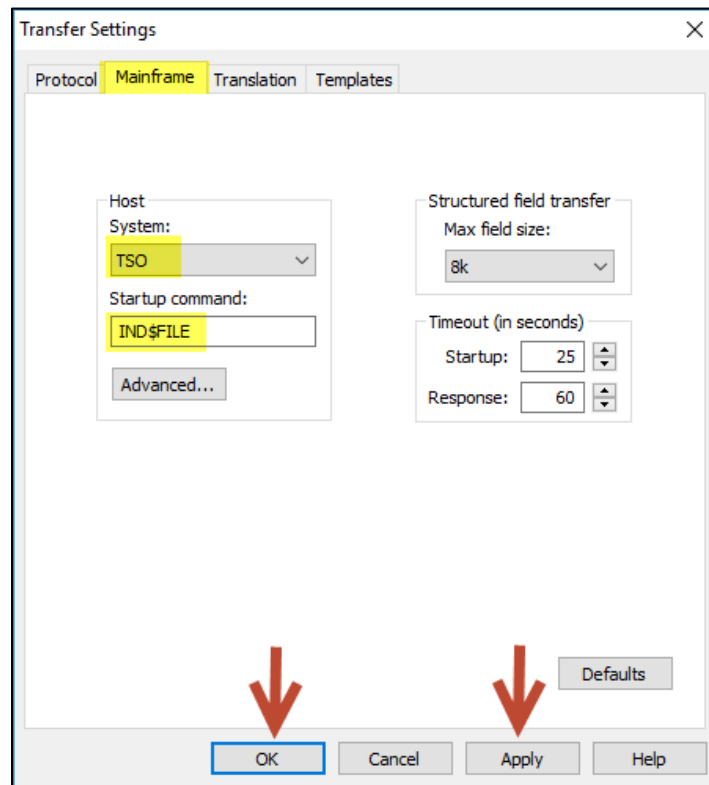 Transfer Settings
Protocol Mainframe Translation Templates
Host
System:
TSO
Startup command:
IND$FILE
Advanced...
Structured field transfer
Max field size:
8k
Timeout (in seconds)
Startup: 25
Response: 60
Defaults
OK Cancel Apply Help